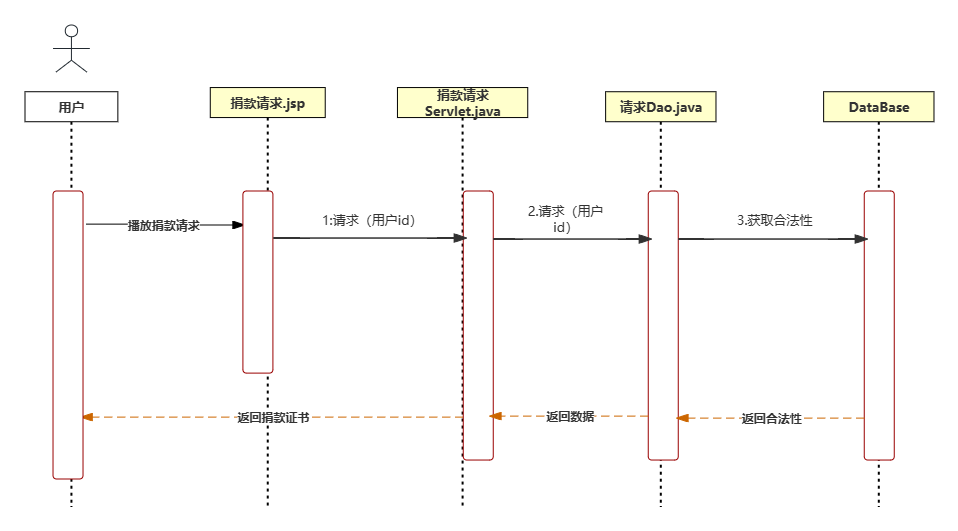 用户
捐款请求.jsp
捐款请求
Servlet.java
请求Dao.java
DataBase
播放捐款请求
1:请求（用户id）
2.请求（用户
id）
3.获取合法性
返回捐款证书
返回数据
返回合法性